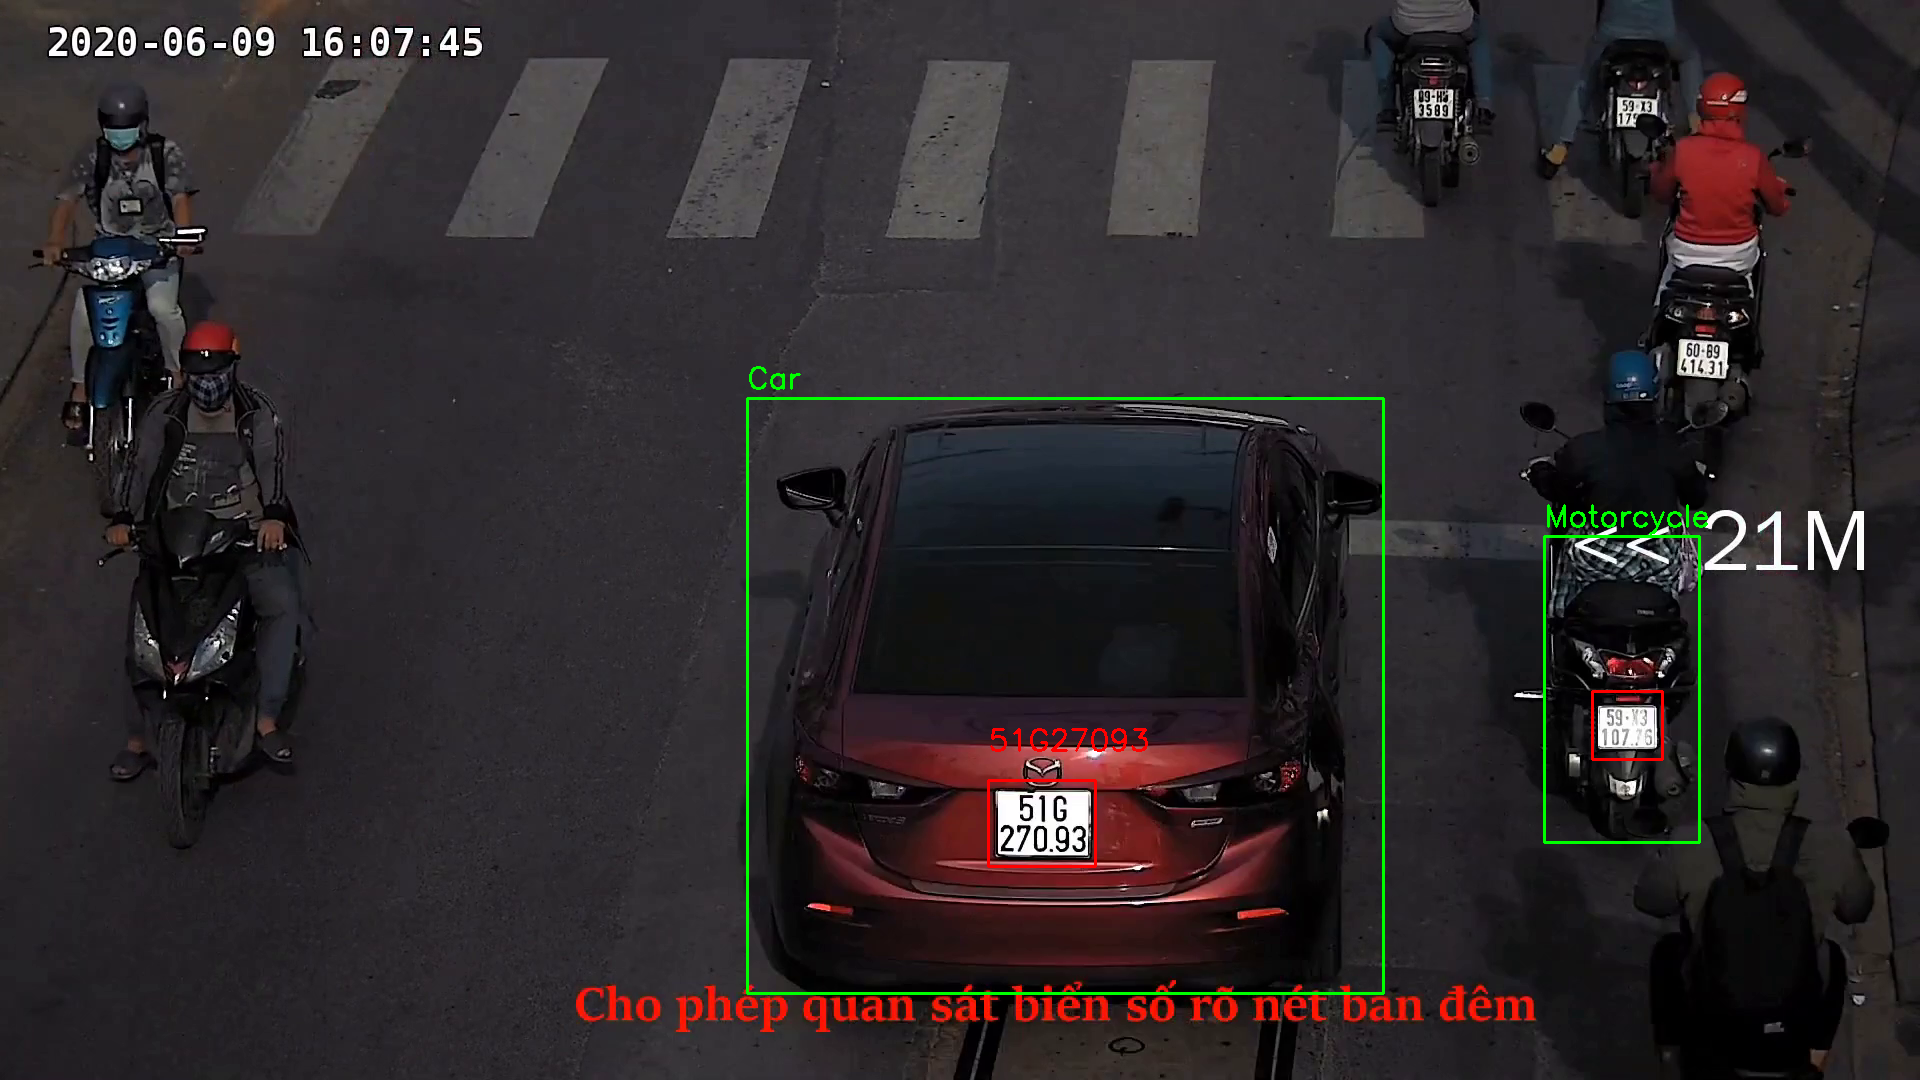 2020-06-09 16:07:45
89-H8
3589
59-X3
60-B9
414.31
Car
Motorcycle
<< 21M
59-X3
107.76
51G27093
51G
270.93
Cho phép quan sát biển số rõ nét ban đêm